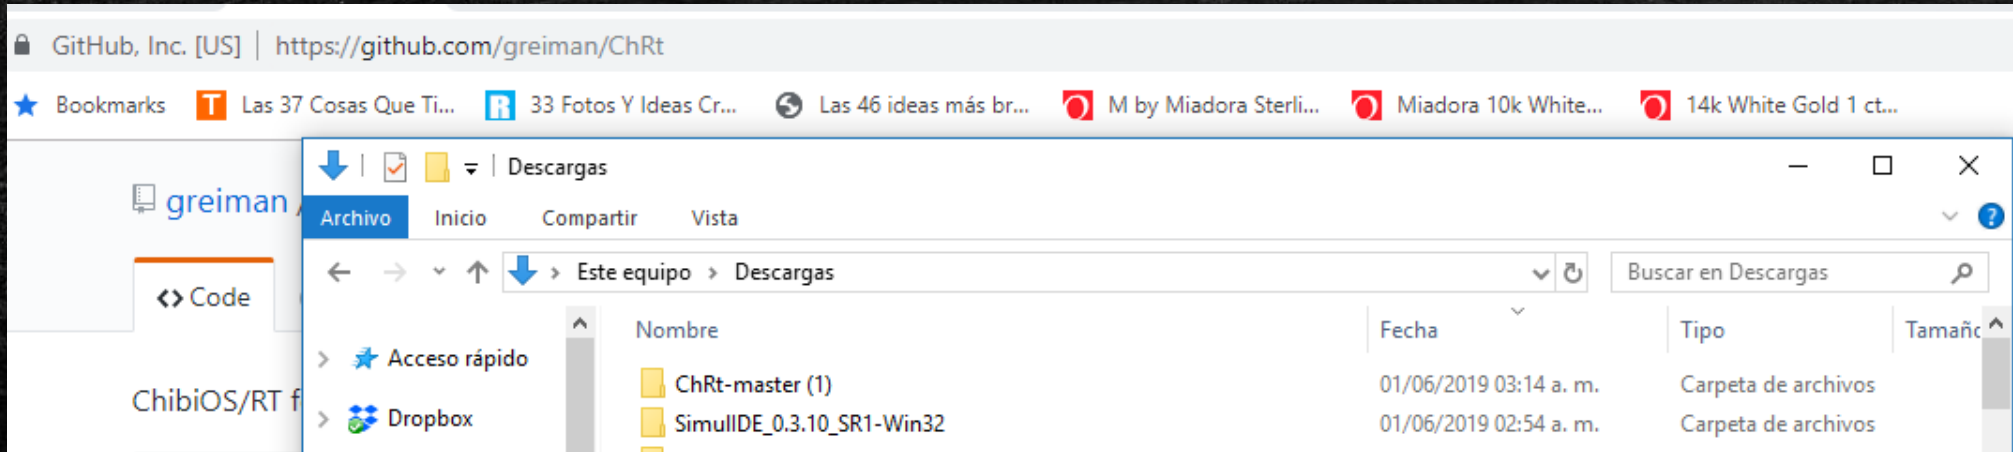 GitHub, Inc. [US] | https://github.com/greiman/ChRt
Bookmarks T Las 37 Cosas Que Ti... R 33 Fotos Y Ideas Cr... Las 46 ideas más br... M by Miadora Sterli... Miadora 10k White... 14k White Gold 1 ct...
Descargas
greiman /
Archivo Inicio Compartir Vista ?
Este equipo > Descargas Buscar en Descargas
<> Code
Nombre Fecha Tipo Tamañ
Acceso rápido
ChRt-master (1) 01/06/2019 03:14 a. m. Carpeta de archivos
ChibiOS/RT f
Dropbox
SimulIDE_0.3.10_SR1-Win32 01/06/2019 02:54 a. m. Carpeta de archivos